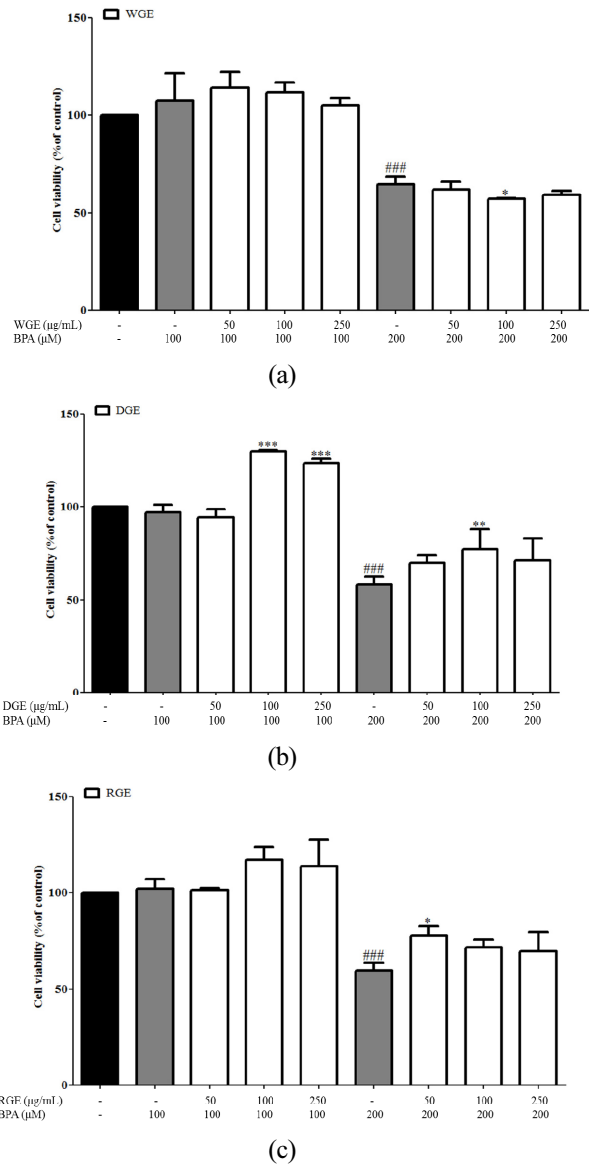 150
WGE
100
50
0
Cell viability (% of control)
###
*
WGE (μg/mL) - - 50 100 250 - 50 100 250
BPA (μM) - 100 100 100 100 200 200 200 200
(a)
150
DGE
100
50
0
Cell viability (% of control)
*** ***
###
**
DGE (μg/mL) - - 50 100 250 - 50 100 250
BPA (μM) - 100 100 100 100 200 200 200 200
(b)
150
RGE
100
50
0
Cell viability (% of control)
###
*
RGE (μg/mL) - - 50 100 250 - 50 100 250
BPA (μM) - 100 100 100 100 200 200 200 200
(c)